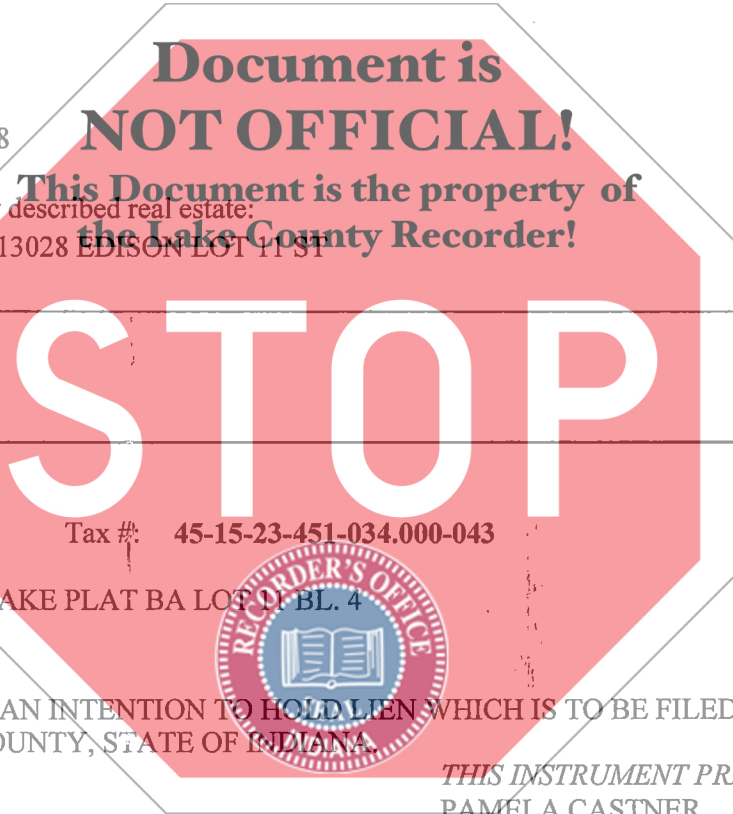 Document is
8
NOT OFFICIAL!
This Document is the property of
described real estate:
the Lake County Recorder!
13028 EDISON LOT 11 ST
STOP
Tax #: 45-15-23-451-034.000-043
RECORDER'S OFFICE
AKE PLAT BA LOT 11 BL. 4
SEAL
INDIANA
AN INTENTION TO HOLD LIEN WHICH IS TO BE FILED
OUNTY, STATE OF INDIANA.
THIS INSTRUMENT PR
PAMELA CASTNER